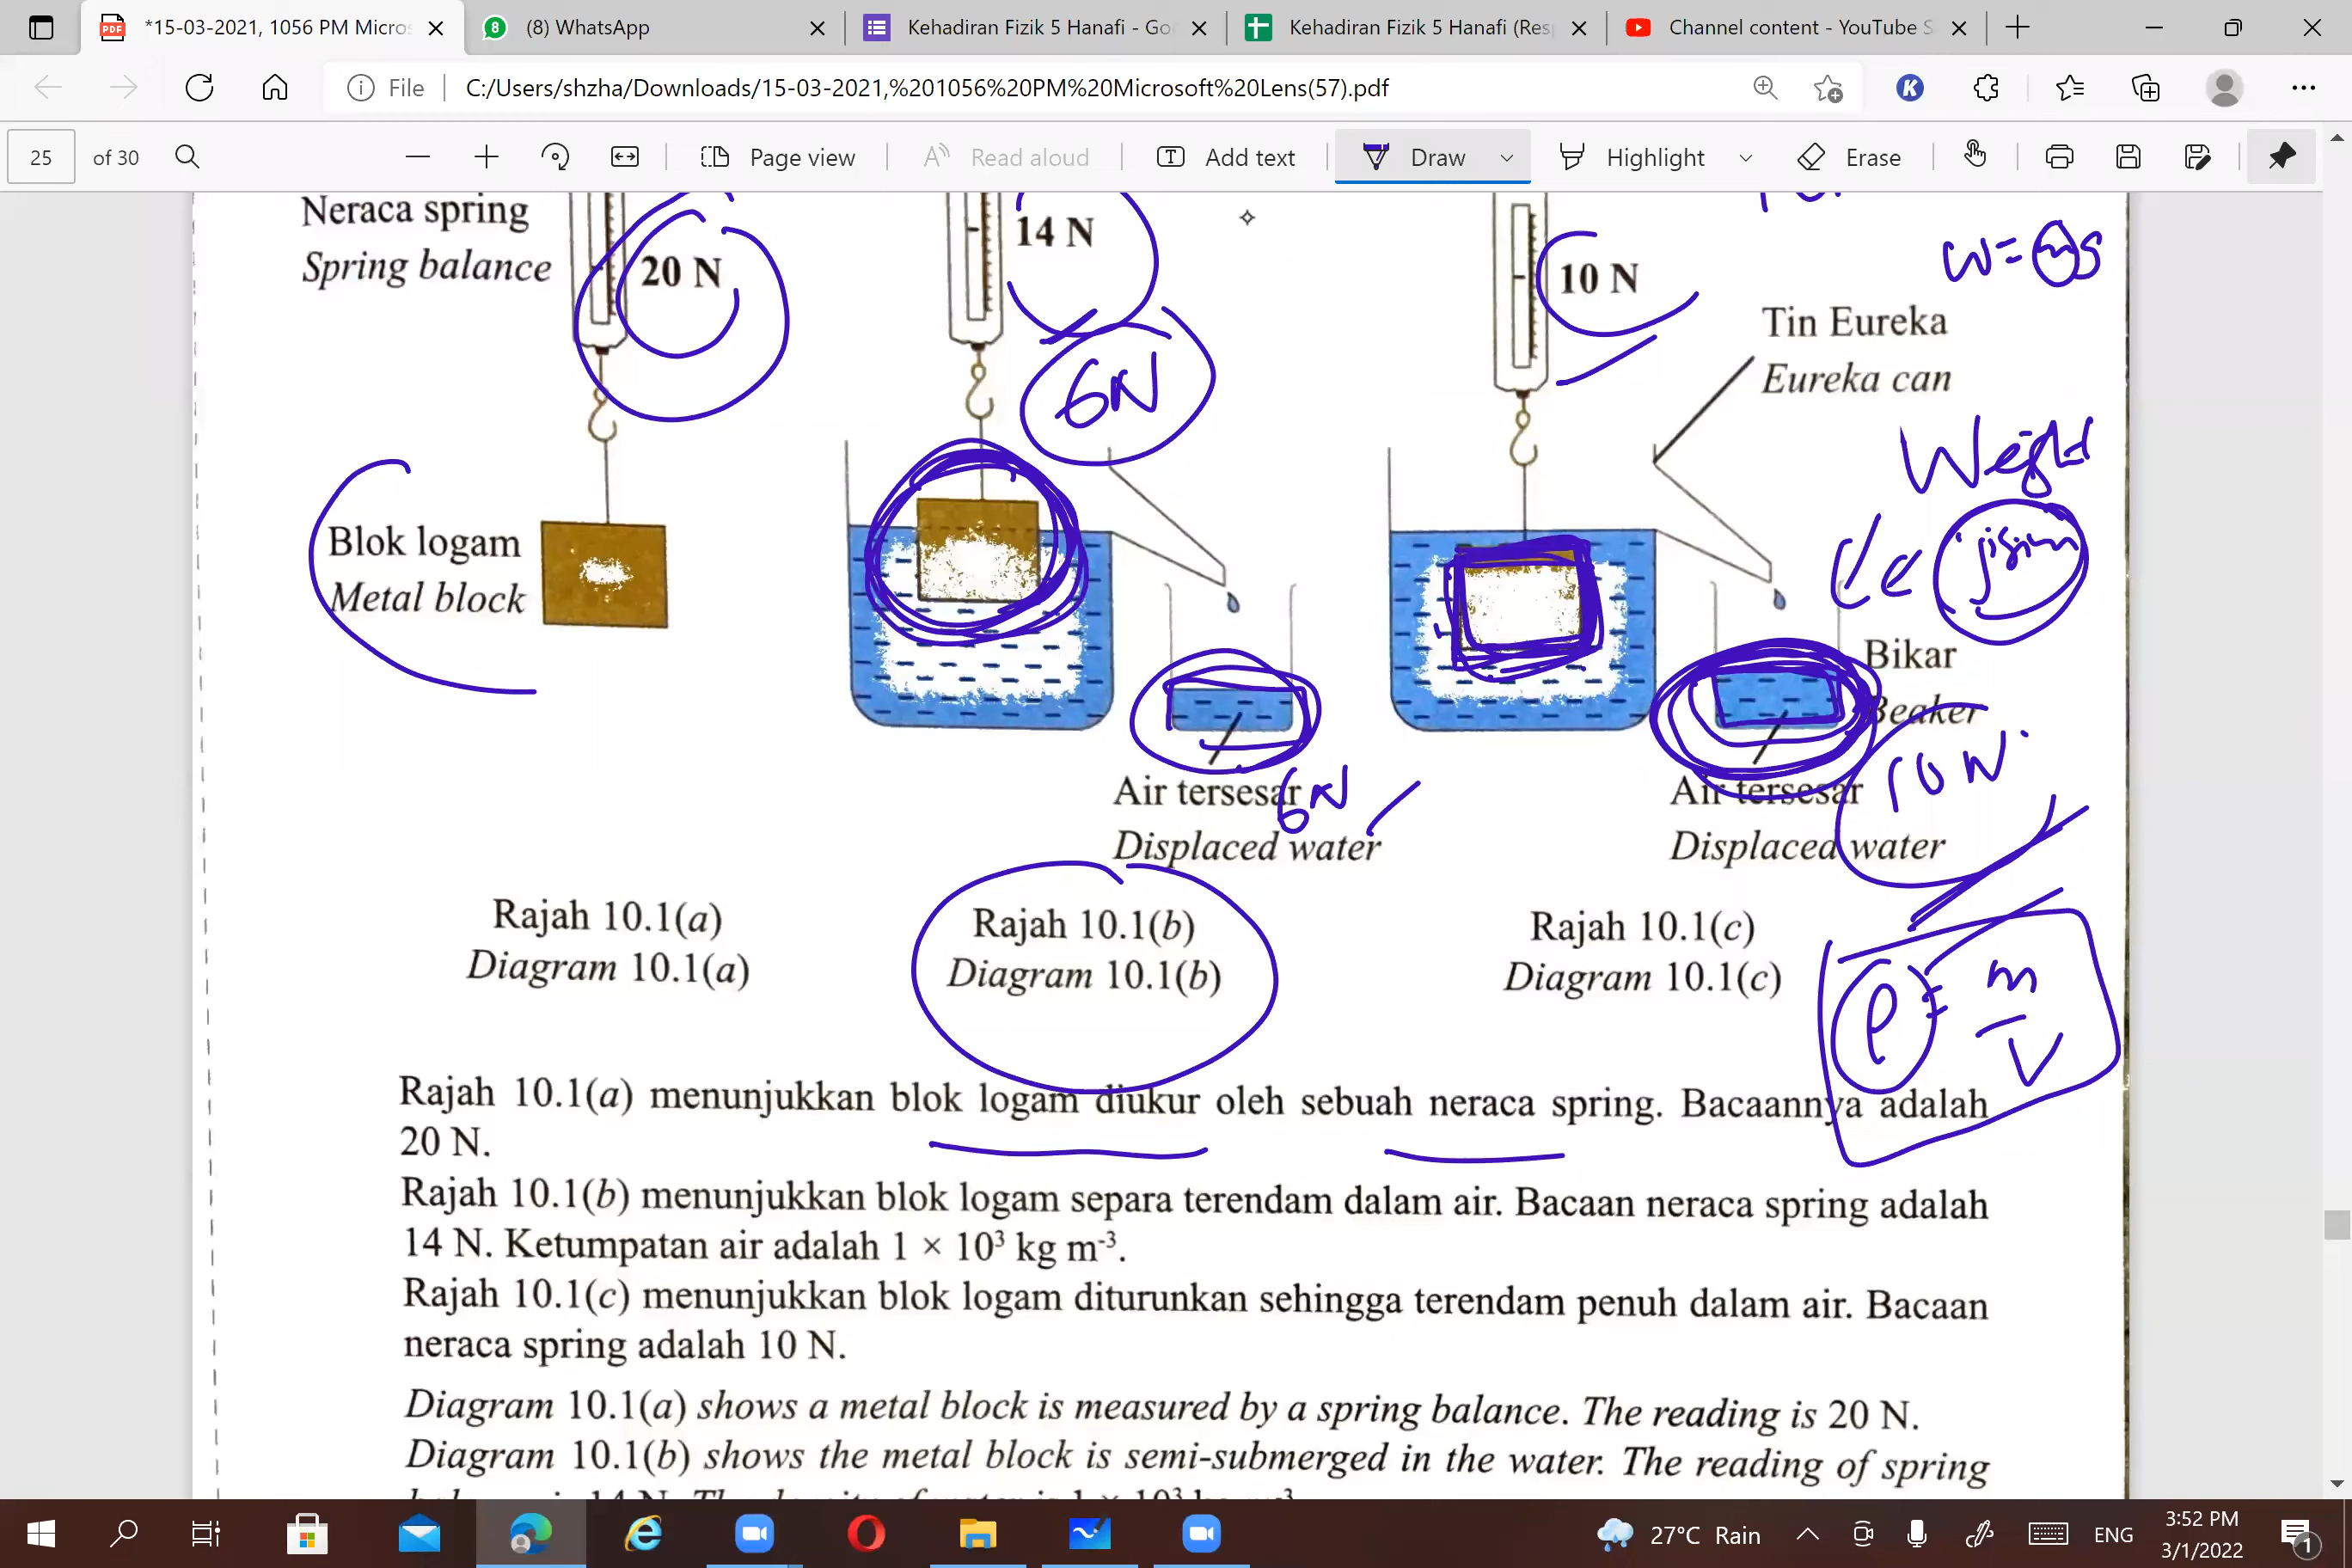 *15-03-2021, 1056 PM Micros
(8) WhatsApp
Kehadiran Fizik 5 Hanafi - Go
Kehadiran Fizik 5 Hanafi (Res
Channel content - YouTube S
File
C:/Users/shzha/Downloads/15-03-2021,%201056%20PM%20Microsoft%20Lens(57).pdf
25 of 30
Page view
Read aloud
Add text
Draw
Highlight
Erase
Neraca spring
Spring balance
20 N
14 N
10 N
6N
Tin Eureka
Eureka can
Weight
jisim
Blok logam
Metal block
Bikar
Beaker
10 N
Air tersesar
Displaced water
6N
Air tersesar
Displaced water
Rajah 10.1(a)
Diagram 10.1(a)
Rajah 10.1(b)
Diagram 10.1(b)
Rajah 10.1(c)
Diagram 10.1(c)
ρ = m
V
Rajah 10.1(a) menunjukkan blok logam diukur oleh sebuah neraca spring. Bacaannya adalah
20 N.
Rajah 10.1(b) menunjukkan blok logam separa terendam dalam air. Bacaan neraca spring adalah
14 N. Ketumpatan air adalah 1 × 10³ kg m⁻³.
Rajah 10.1(c) menunjukkan blok logam diturunkan sehingga terendam penuh dalam air. Bacaan
neraca spring adalah 10 N.
Diagram 10.1(a) shows a metal block is measured by a spring balance. The reading is 20 N.
Diagram 10.1(b) shows the metal block is semi-submerged in the water. The reading of spring
27°C Rain
ENG
3:52 PM
3/1/2022
1